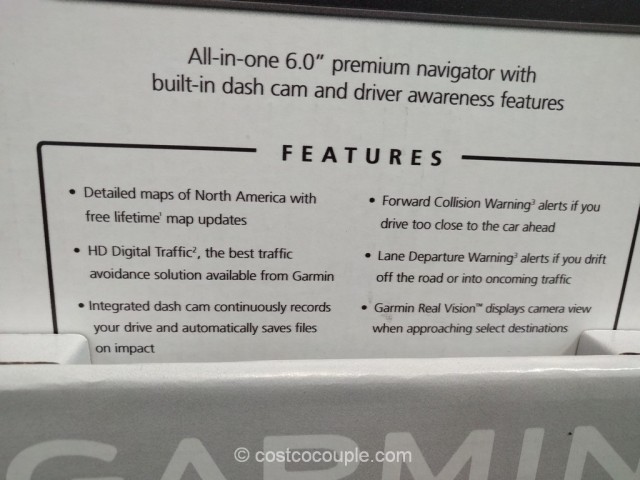 All-in-one 6.0" premium navigator with
built-in dash cam and driver awareness features
FEATURES
• Detailed maps of North America with
free lifetime¹ map updates
• HD Digital Traffic², the best traffic
avoidance solution available from Garmin
• Integrated dash cam continuously records
your drive and automatically saves files
on impact
• Forward Collision Warning³ alerts if you
drive too close to the car ahead
• Lane Departure Warning³ alerts if you drift
off the road or into oncoming traffic
• Garmin Real Vision™ displays camera view
when approaching select destinations
GARMIN
© costcocouple.com